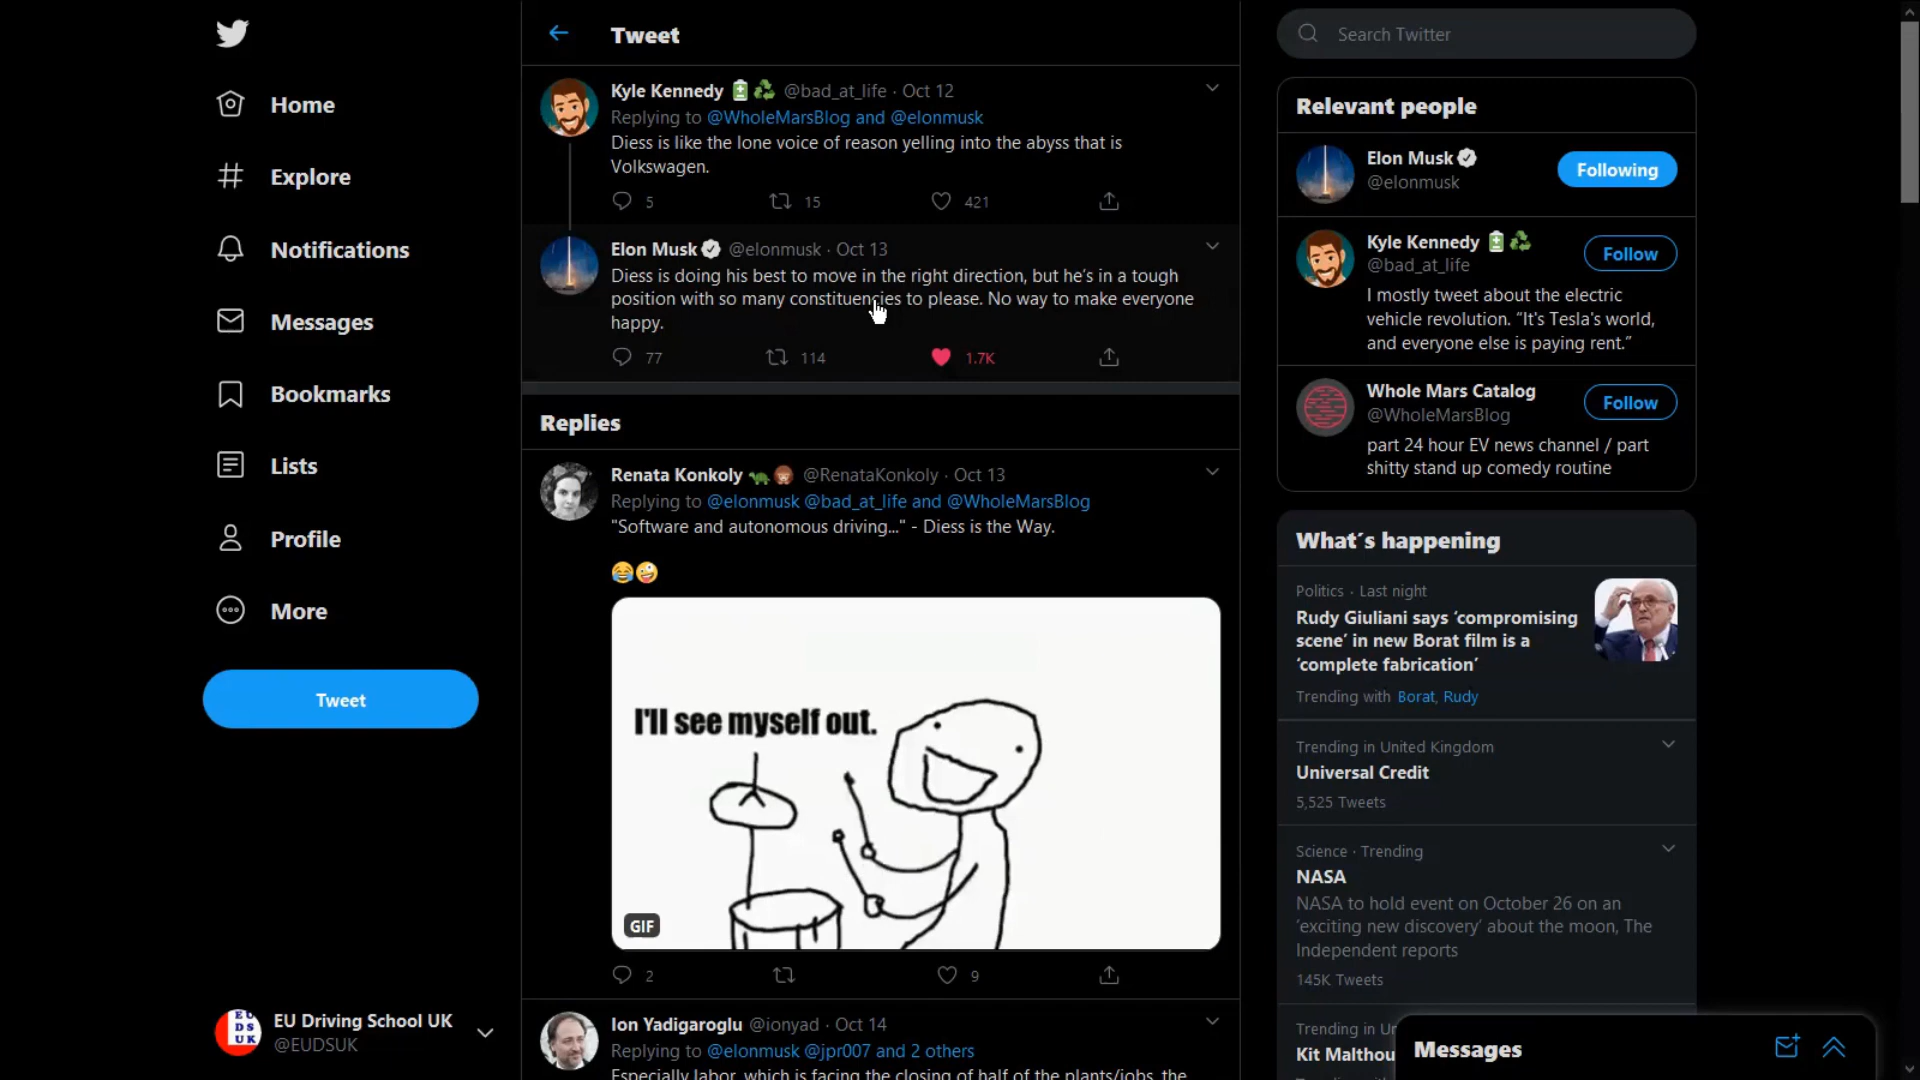 Home
Explore
Notifications
Messages
Bookmarks
Lists
Profile
More
Tweet
EU DS UK
EU Driving School UK
@EUDSUK
Tweet
Kyle Kennedy @bad_at_life · Oct 12
Replying to @WholeMarsBlog and @elonmusk
Diess is like the lone voice of reason yelling into the abyss that is
Volkswagen.
5 15 421
Elon Musk @elonmusk · Oct 13
Diess is doing his best to move in the right direction, but he's in a tough
position with so many constituencies to please. No way to make everyone
happy.
77 114 1.7K
Replies
Renata Konkoly @RenataKonkoly · Oct 13
Replying to @elonmusk @bad_at_life and @WholeMarsBlog
"Software and autonomous driving..." - Diess is the Way.
I'll see myself out.
GIF
2 9
Ion Yadigaroglu @ionyad · Oct 14
Replying to @elonmusk @jpr007 and 2 others
Especially labor, which is facing the closing of half of the plants/jobs, the
Search Twitter
Relevant people
Elon Musk
@elonmusk
Following
Kyle Kennedy
@bad_at_life
Follow
I mostly tweet about the electric
vehicle revolution. “It's Tesla's world,
and everyone else is paying rent.”
Whole Mars Catalog
@WholeMarsBlog
Follow
part 24 hour EV news channel / part
shitty stand up comedy routine
What's happening
Politics · Last night
Rudy Giuliani says ‘compromising
scene’ in new Borat film is a
‘complete fabrication’
Trending with Borat, Rudy
Trending in United Kingdom
Universal Credit
5,525 Tweets
Science · Trending
NASA
NASA to hold event on October 26 on an
‘exciting new discovery’ about the moon, The
Independent reports
145K Tweets
Trending in
Kit Malthou
Messages